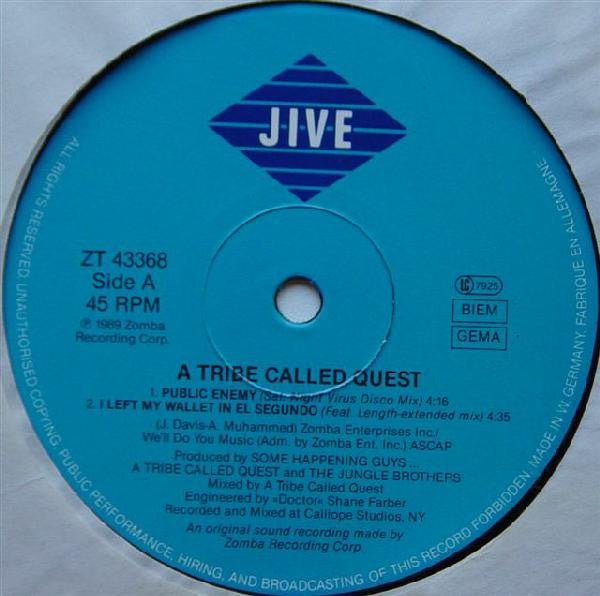 JIVE
ZT 43368
Side A
45 RPM
℗ 1989 Zomba
Recording Corp.
LC 7925
BIEM
GEMA
A TRIBE CALLED QUEST
1. PUBLIC ENEMY (Sat. Night Virus Disco Mix) 4:16
2. I LEFT MY WALLET IN EL SEGUNDO (Feat. Length-extended mix) 4:35
(J. Davis-A. Muhammed) Zomba Enterprises Inc./
We'll Do You Music (Adm. by Zomba Ent. Inc.) ASCAP
Produced by SOME HAPPENING GUYS...
A TRIBE CALLED QUEST and THE JUNGLE BROTHERS
Mixed by A Tribe Called Quest
Engineered by »Doctor« Shane Farber
Recorded and Mixed at Calliope Studios, NY
An original sound recording made by
Zomba Recording Corp.
ALL RIGHTS RESERVED. UNAUTHORISED COPYING, PUBLIC PERFORMANCE, HIRING, AND BROADCASTING OF THIS RECORD FORBIDDEN. MADE IN W. GERMANY. FABRIQUE EN ALLEMAGNE